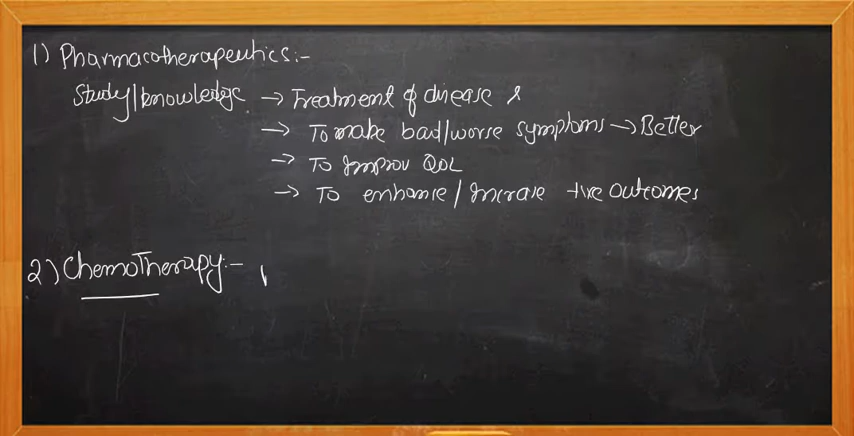 1) Pharmacotherapeutics:-
Study/knowledge → Treatment of disease &
→ To make bad/worse symptoms → Better
→ To Improv QOL
→ To enhance/Increase +ive outcomes
2) ChemoTherapy:-